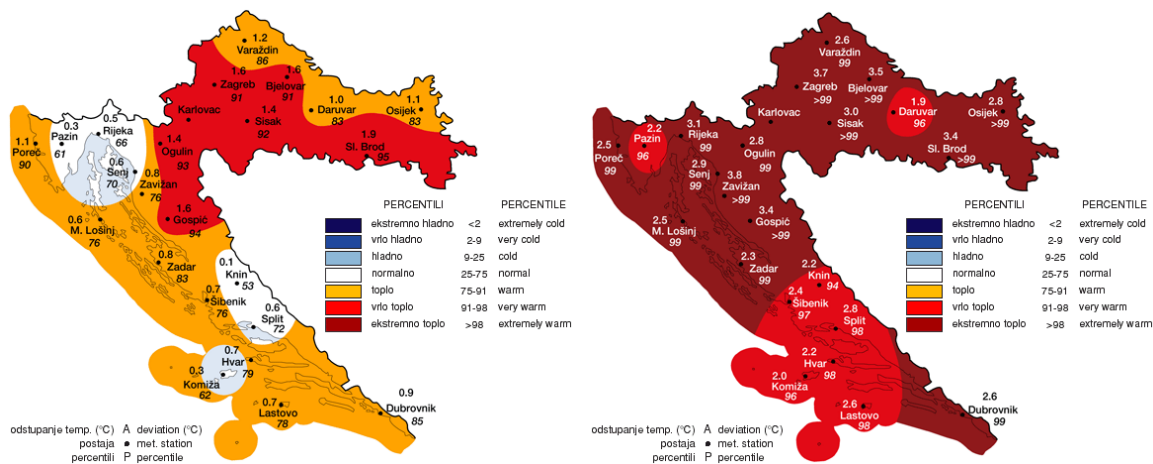 1.2
Varaždin
86
1.6
Zagreb
91
1.6
Bjelovar
91
Karlovac
1.4
Sisak
92
1.0
Daruvar
83
1.1
Osijek
83
1.9
Sl. Brod
95
1.1
Poreč
90
0.3
Pazin
61
0.5
Rijeka
66
1.4
Ogulin
93
0.6
Senj
70
0.8
Zavižan
76
1.6
Gospić
94
0.6
M. Lošinj
76
0.8
Zadar
83
0.1
Knin
53
0.7
Šibenik
76
0.6
Split
72
0.7
Hvar
79
0.3
Komiža
62
0.7
Lastovo
78
0.9
Dubrovnik
85
PERCENTILI PERCENTILE
ekstremno hladno <2 extremely cold
vrlo hladno 2-9 very cold
hladno 9-25 cold
normalno 25-75 normal
toplo 75-91 warm
vrlo toplo 91-98 very warm
ekstremno toplo >98 extremely warm
odstupanje temp. (°C) A deviation (°C)
postaja met. station
percentili P percentile
2.6
Varaždin
99
3.7
Zagreb
>99
3.5
Bjelovar
>99
Karlovac
3.0
Sisak
>99
1.9
Daruvar
96
2.8
Osijek
>99
3.4
Sl. Brod
>99
2.5
Poreč
99
2.2
Pazin
96
3.1
Rijeka
99
2.8
Ogulin
99
2.9
Senj
99
3.8
Zavižan
>99
3.4
Gospić
>99
2.5
M. Lošinj
99
2.3
Zadar
99
2.2
Knin
94
2.4
Šibenik
97
2.8
Split
98
2.2
Hvar
98
2.0
Komiža
96
2.6
Lastovo
98
2.6
Dubrovnik
99
PERCENTILI PERCENTILE
ekstremno hladno <2 extremely cold
vrlo hladno 2-9 very cold
hladno 9-25 cold
normalno 25-75 normal
toplo 75-91 warm
vrlo toplo 91-98 very warm
ekstremno toplo >98 extremely warm
odstupanje temp. (°C) A deviation (°C)
postaja met. station
percentili P percentile